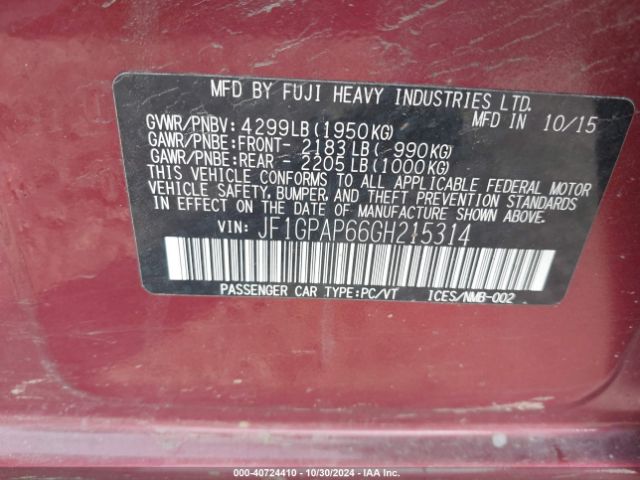 MFD BY FUJI HEAVY INDUSTRIES LTD.
MFD IN 10/15
GVWR/PNBV: 4299LB(1950KG)
GAWR/PNBE:FRONT- 2183LB( 990KG)
GAWR/PNBE:REAR - 2205LB(1000KG)
THIS VEHICLE CONFORMS TO ALL APPLICABLE FEDERAL MOTOR
VEHICLE SAFETY, BUMPER, AND THEFT PREVENTION STANDARDS
IN EFFECT ON THE DATE OF MANUFACTURE SHOWN ABOVE.
VIN: JF1GPAP66GH215314
PASSENGER CAR TYPE:PC/VT ICES/NMB-002
000-40724410 - 10/30/2024 - IAA Inc.